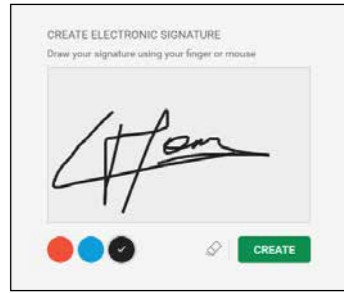 CREATE ELECTRONIC SIGNATURE
Draw your signature using your finger or mouse
CREATE